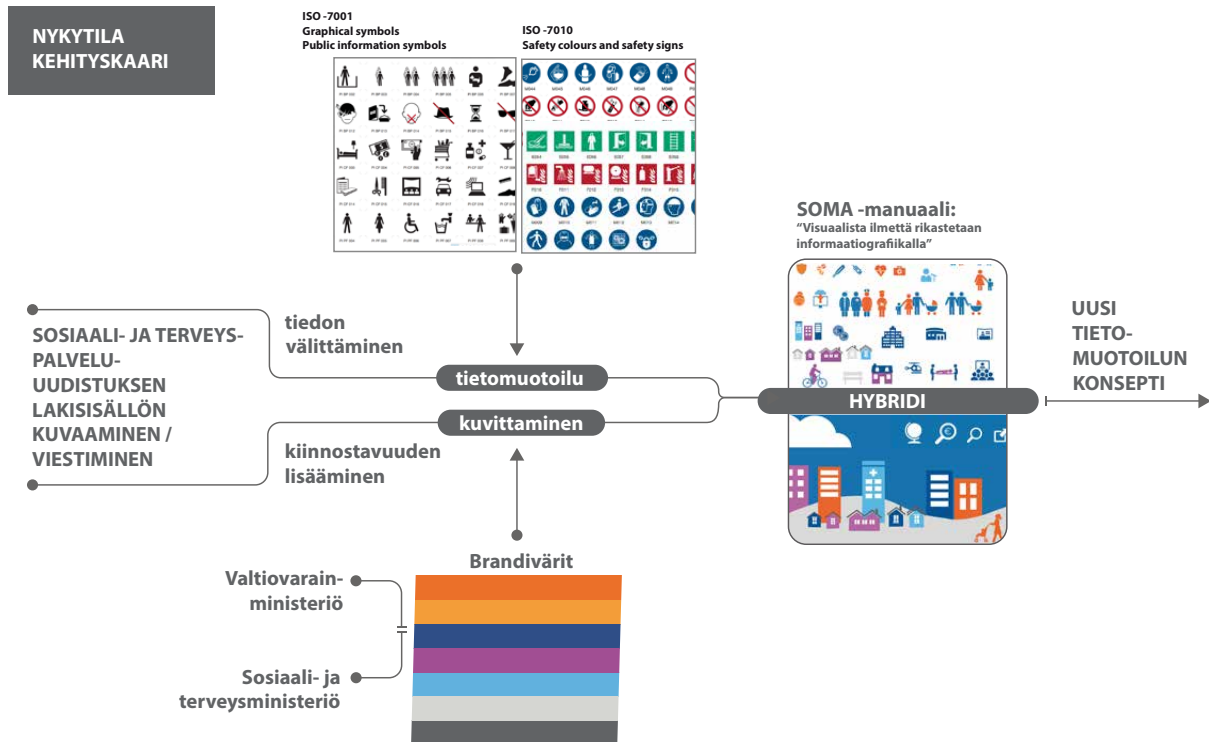 NYKYTILA
KEHITYSKAARI
ISO -7001
Graphical symbols
Public information symbols
ISO -7010
Safety colours and safety signs
SOSIAALI- JA TERVEYS-
PALVELU-
UUDISTUKSEN
LAKISISÄLLÖN
KUVAAMINEN /
VIESTIMINEN
tiedon
välittäminen
tietomuotoilu
kuvittaminen
kiinnostavuuden
lisääminen
SOMA -manuaali:
"Visuaalista ilmettä rikastetaan
informaatiografiikalla"
HYBRIDI
UUSI
TIETO-
MUOTOILUN
KONSEPTI
Brandivärit
Valtiovarain-
ministeriö
Sosiaali- ja
terveysministeriö